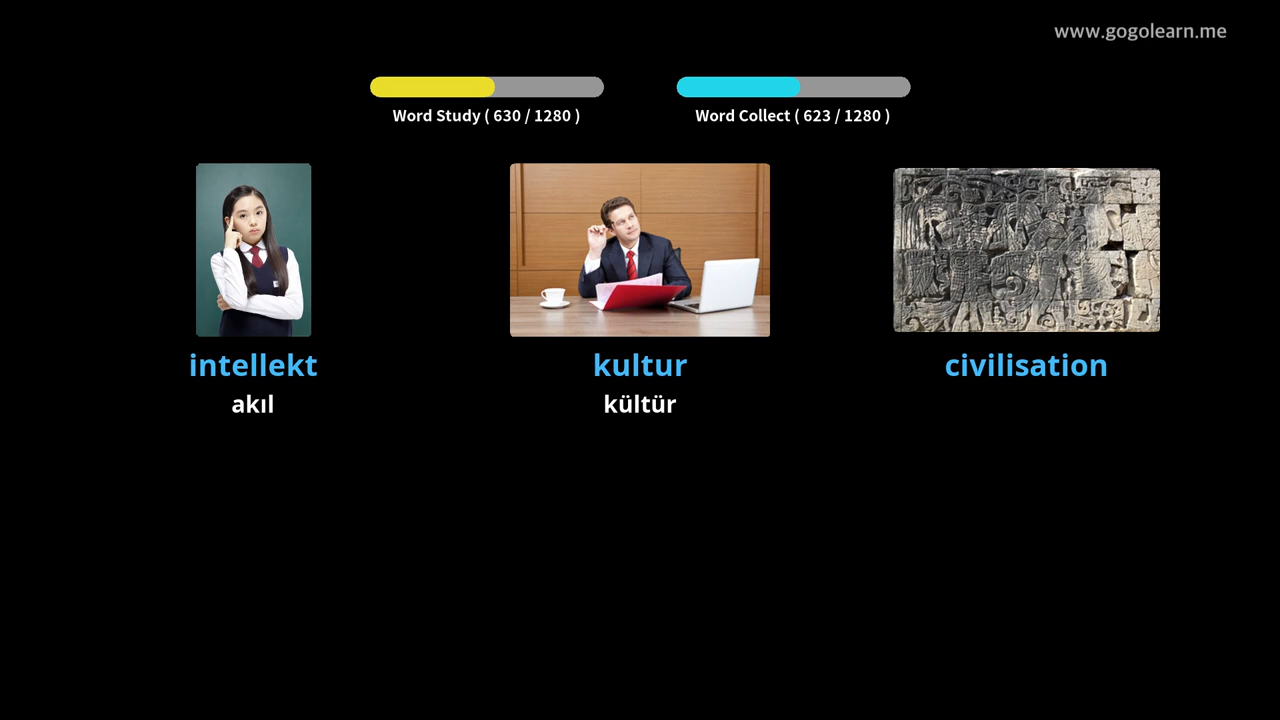 www.gogolearn.me
Word Study ( 630 / 1280 )
Word Collect ( 623 / 1280 )
intellekt
akıl
kultur
kültür
civilisation